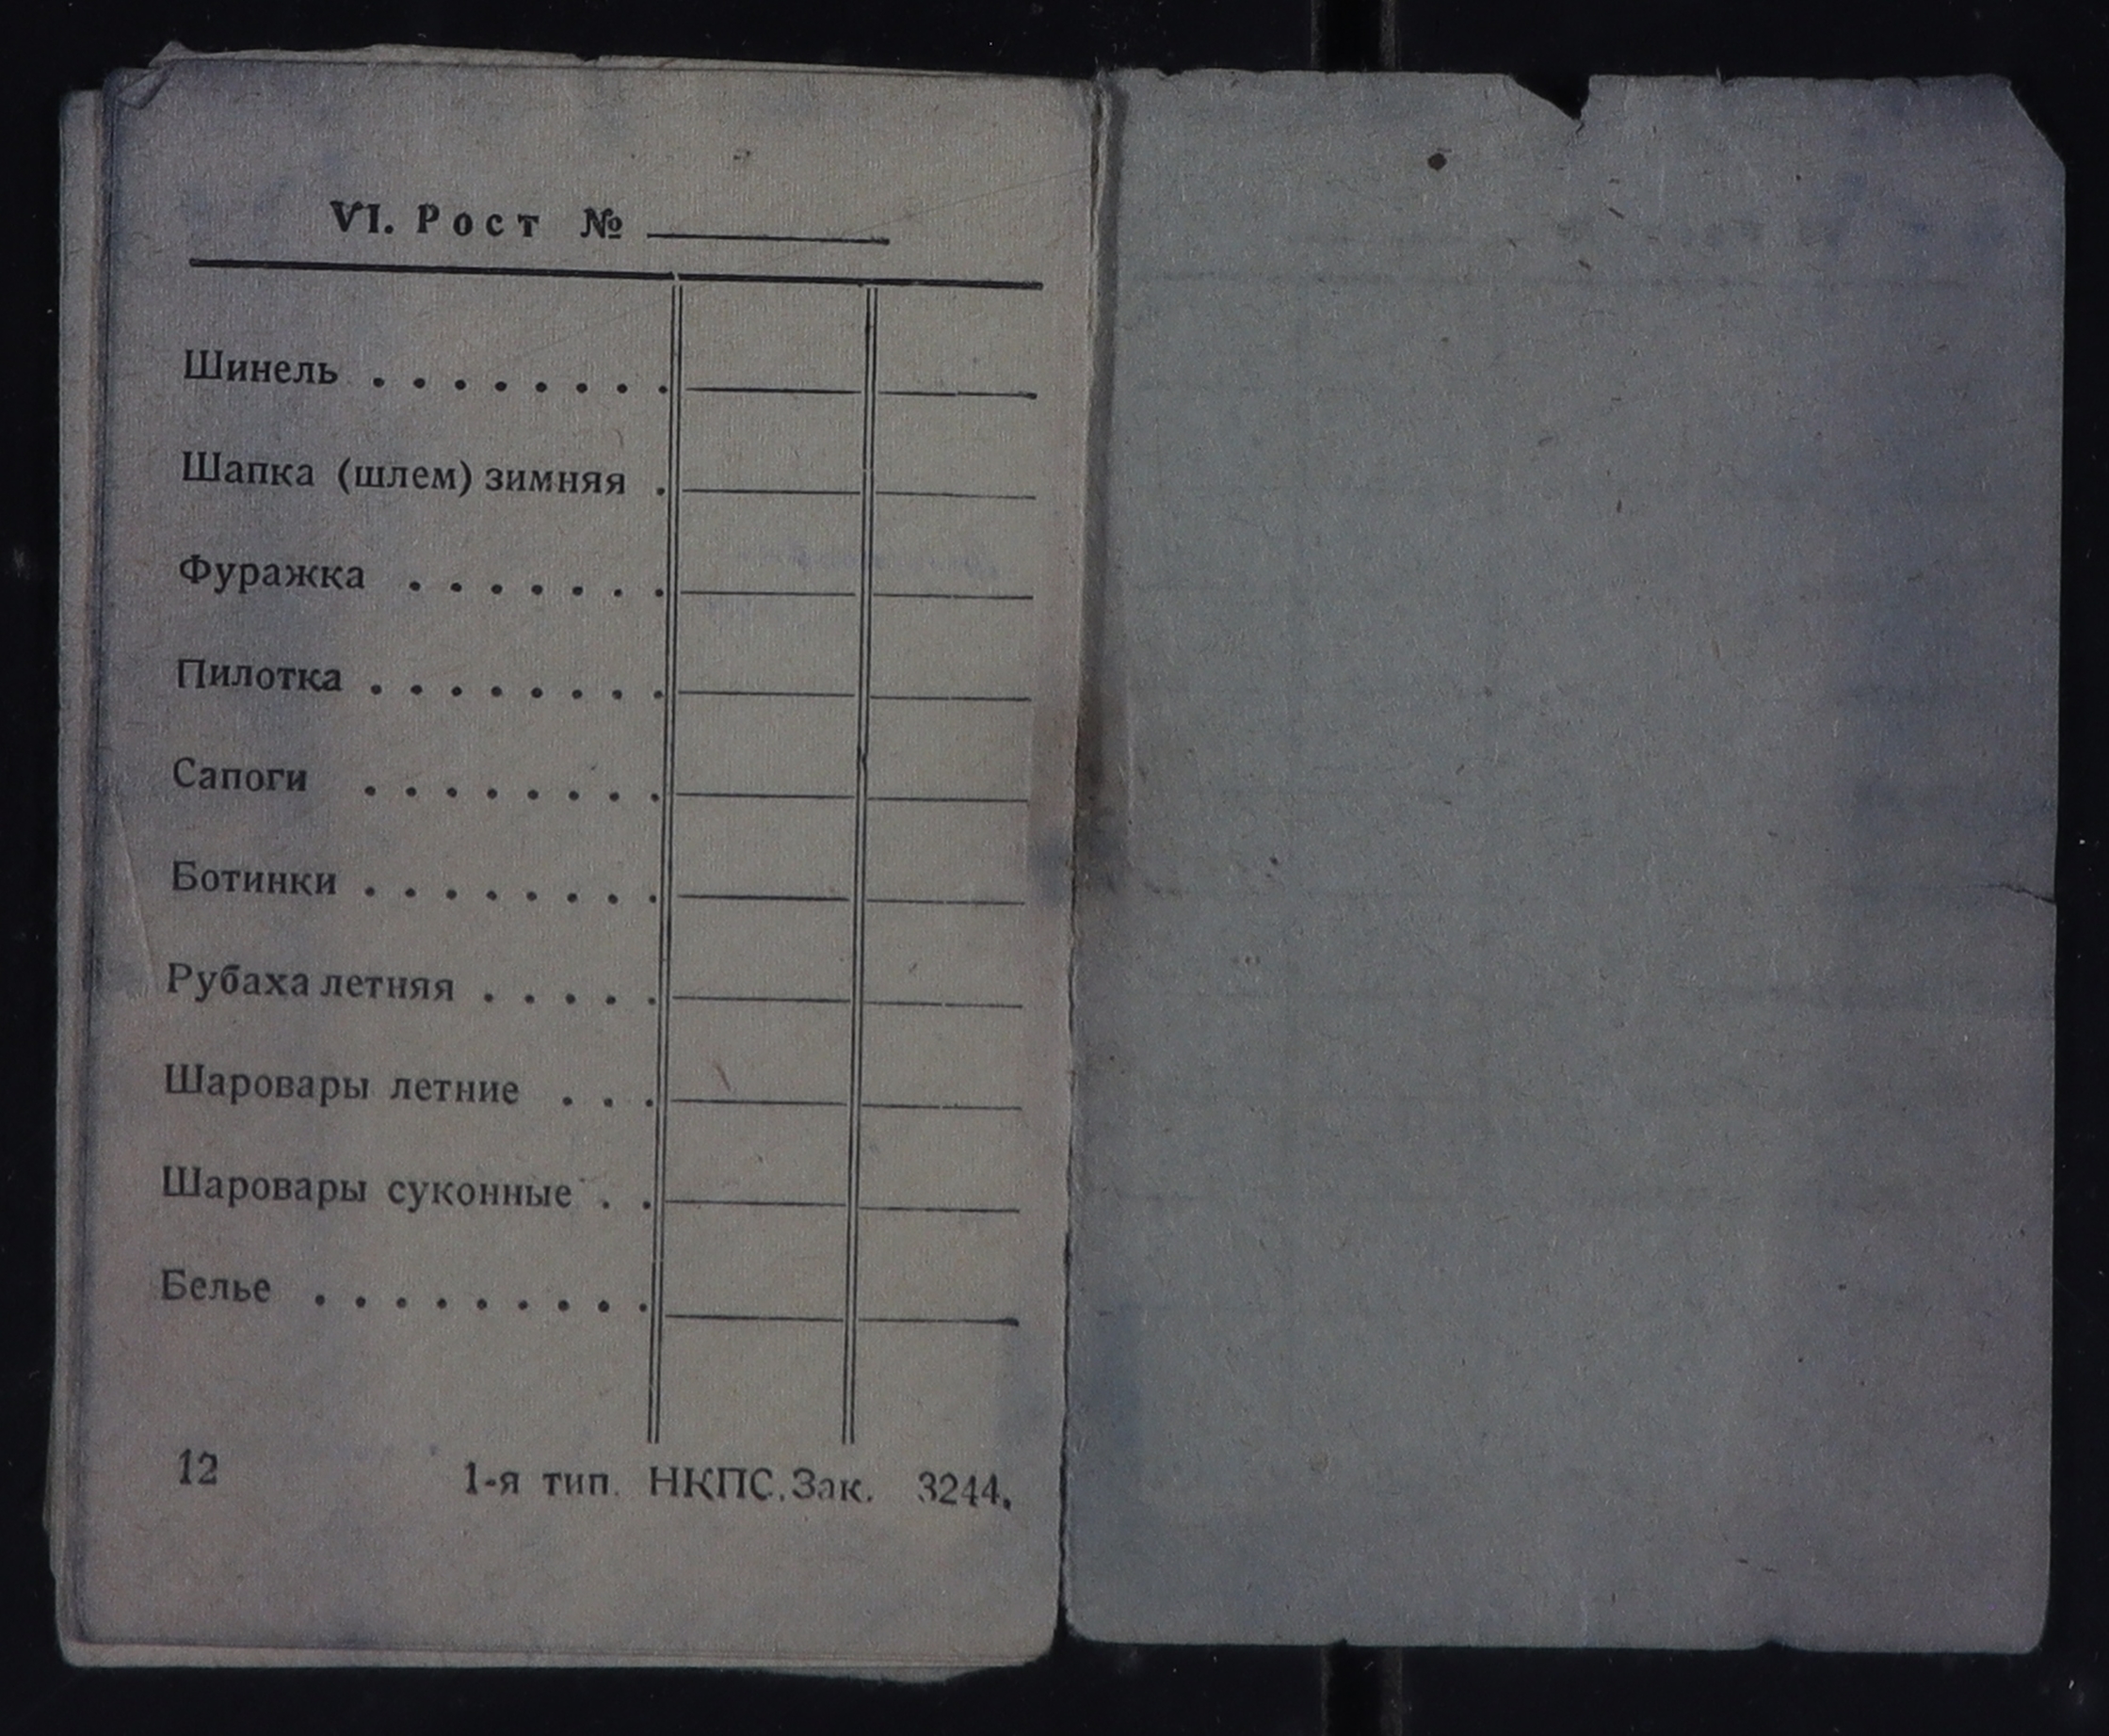 VI. Рост № ______
Шинель . . . . . . . .
Шапка (шлем) зимняя .
Фуражка . . . . . . .
Пилотка . . . . . . . .
Сапоги . . . . . . . .
Ботинки . . . . . . . .
Рубаха летняя . . . . .
Шаровары летние . . .
Шаровары суконные . .
Белье . . . . . . . . .
12 1-я тип. НКПС. Зак. 3244.